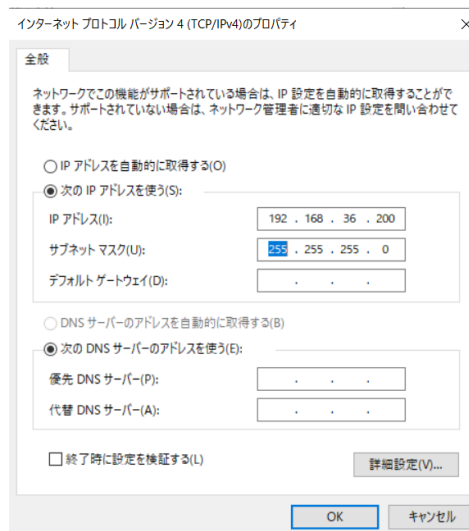 インターネット プロトコル バージョン 4 (TCP/IPv4)のプロパティ
全般
ネットワークでこの機能がサポートされている場合は、IP 設定を自動的に取得することがで
きます。サポートされていない場合は、ネットワーク管理者に適切な IP 設定を問い合わせて
ください。
IP アドレスを自動的に取得する(O)
次の IP アドレスを使う(S):
IP アドレス(I): 192 . 168 . 36 . 200
サブネット マスク(U): 255 . 255 . 255 . 0
デフォルト ゲートウェイ(D): . . .
DNS サーバーのアドレスを自動的に取得する(B)
次の DNS サーバーのアドレスを使う(E):
優先 DNS サーバー(P): . . .
代替 DNS サーバー(A): . . .
終了時に設定を検証する(L)
詳細設定(V)...
OK キャンセル